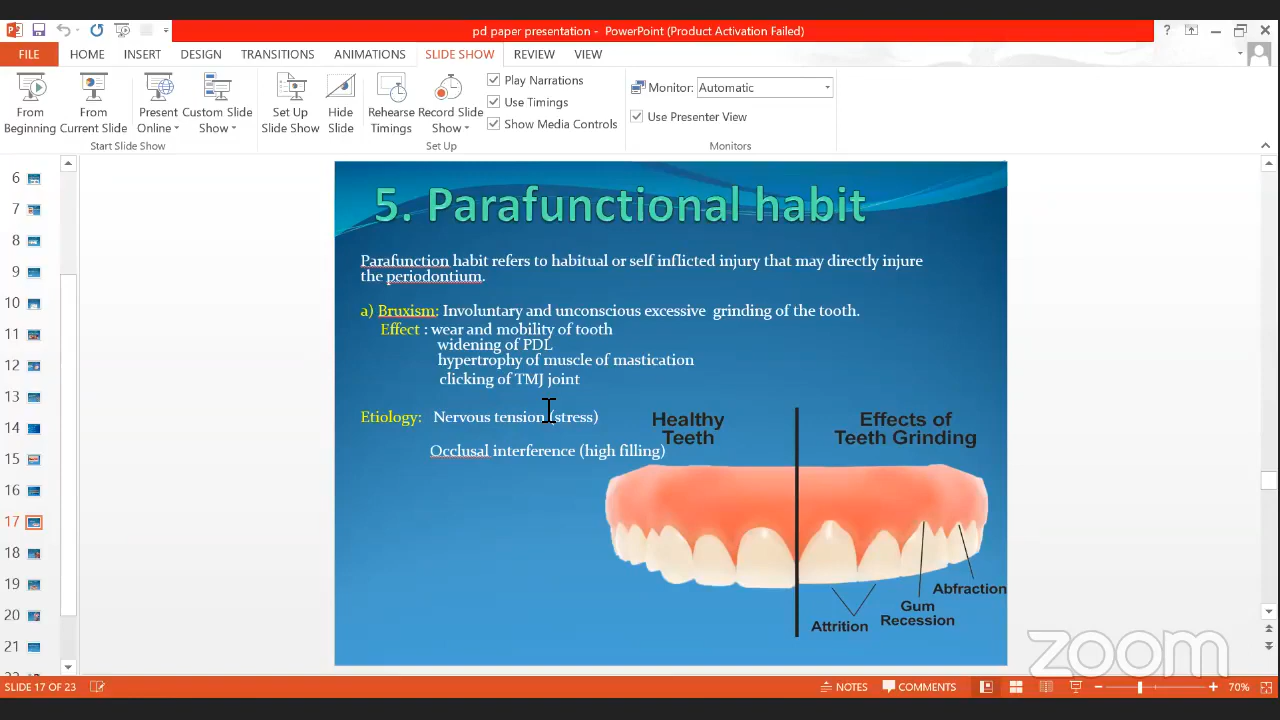 pd paper presentation - PowerPoint (Product Activation Failed)
FILE HOME INSERT DESIGN TRANSITIONS ANIMATIONS SLIDE SHOW REVIEW VIEW
From Beginning
From Current Slide
Present Online
Custom Slide Show
Set Up Slide Show
Hide Slide
Rehearse Timings
Record Slide Show
Play Narrations
Use Timings
Show Media Controls
Monitor: Automatic
Use Presenter View
Start Slide Show
Set Up
Monitors
6
7
8
9
10
11
12
13
14
15
16
17
18
19
20
21
5. Parafunctional habit
Parafunction habit refers to habitual or self inflicted injury that may directly injure
the periodontium.
a) Bruxism: Involuntary and unconscious excessive grinding of the tooth.
Effect : wear and mobility of tooth
widening of PDL
hypertrophy of muscle of mastication
clicking of TMJ joint
Etiology: Nervous tension (stress)
Occlusal interference (high filling)
Healthy
Teeth
Effects of
Teeth Grinding
Abfraction
Gum
Recession
Attrition
zoom
SLIDE 17 OF 23
NOTES COMMENTS 70%